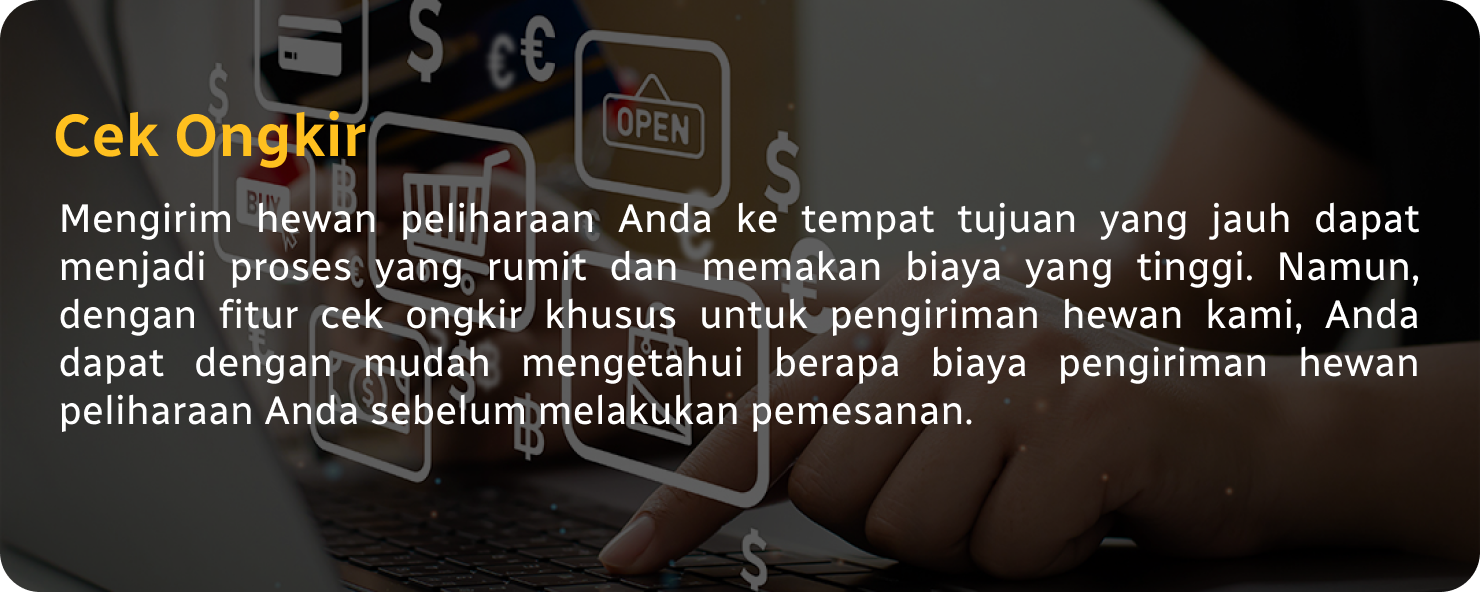 Cek Ongkir
OPEN
BUY
Mengirim hewan peliharaan Anda ke tempat tujuan yang jauh dapat
menjadi proses yang rumit dan memakan biaya yang tinggi. Namun,
dengan fitur cek ongkir khusus untuk pengiriman hewan kami, Anda
dapat dengan mudah mengetahui berapa biaya pengiriman hewan
peliharaan Anda sebelum melakukan pemesanan.